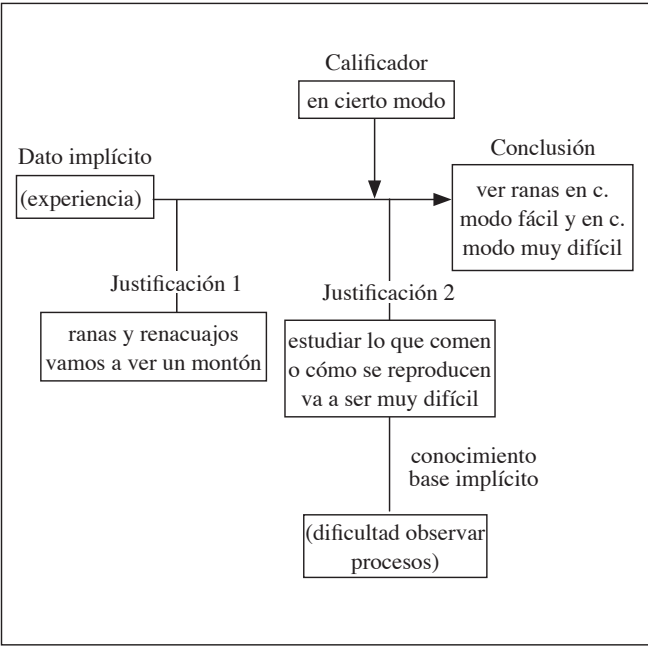 Calificador
en cierto modo
Dato implícito
(experiencia)
Conclusión
ver ranas en c.
modo fácil y en c.
modo muy difícil
Justificación 1
ranas y renacuajos
vamos a ver un montón
Justificación 2
estudiar lo que comen
o cómo se reproducen
va a ser muy difícil
conocimiento
base implícito
(dificultad observar
procesos)